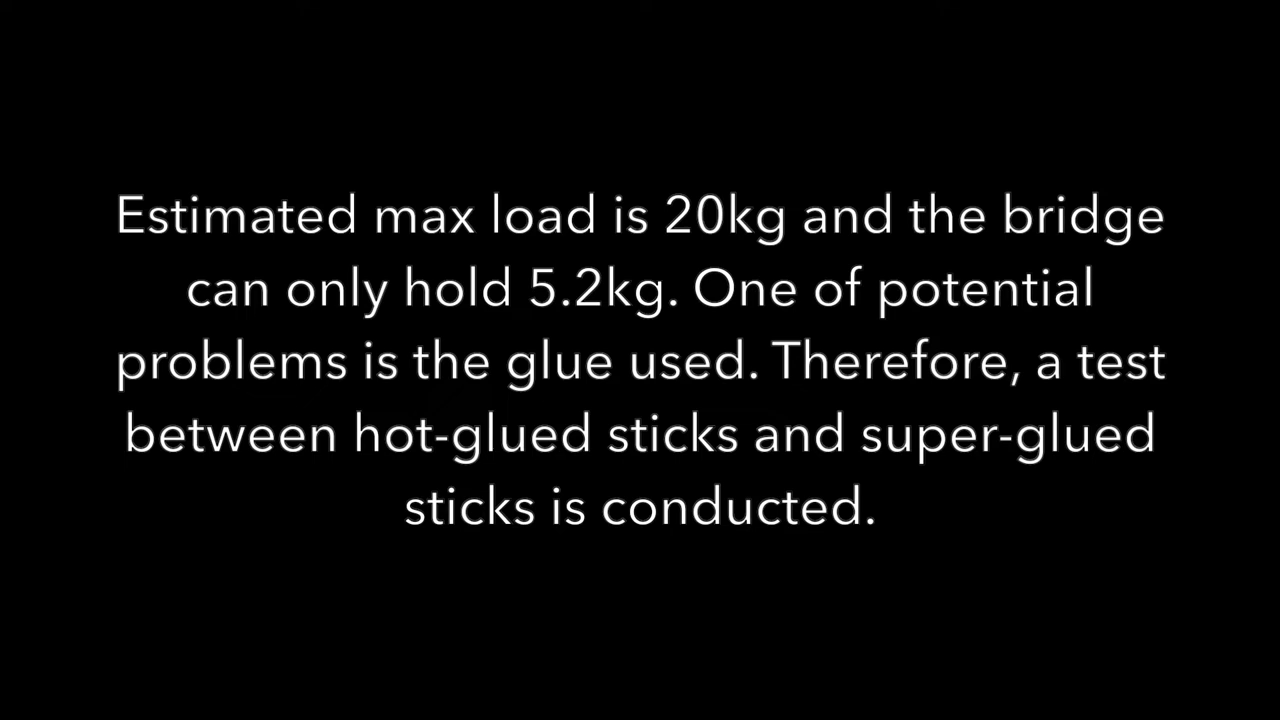 Estimated max load is 20kg and the bridge
can only hold 5.2kg. One of potential
problems is the glue used. Therefore, a test
between hot-glued sticks and super-glued
sticks is conducted.